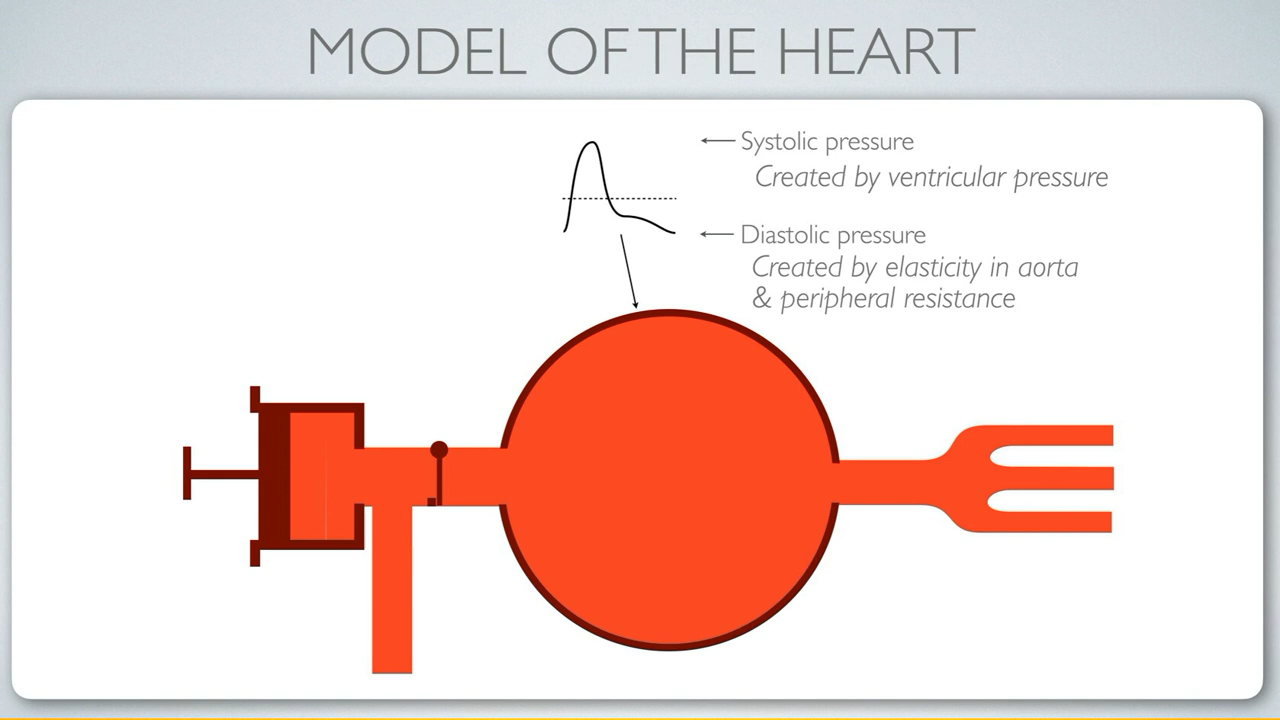 MODEL OF THE HEART
Systolic pressure
Created by ventricular pressure
Diastolic pressure
Created by elasticity in aorta
& peripheral resistance